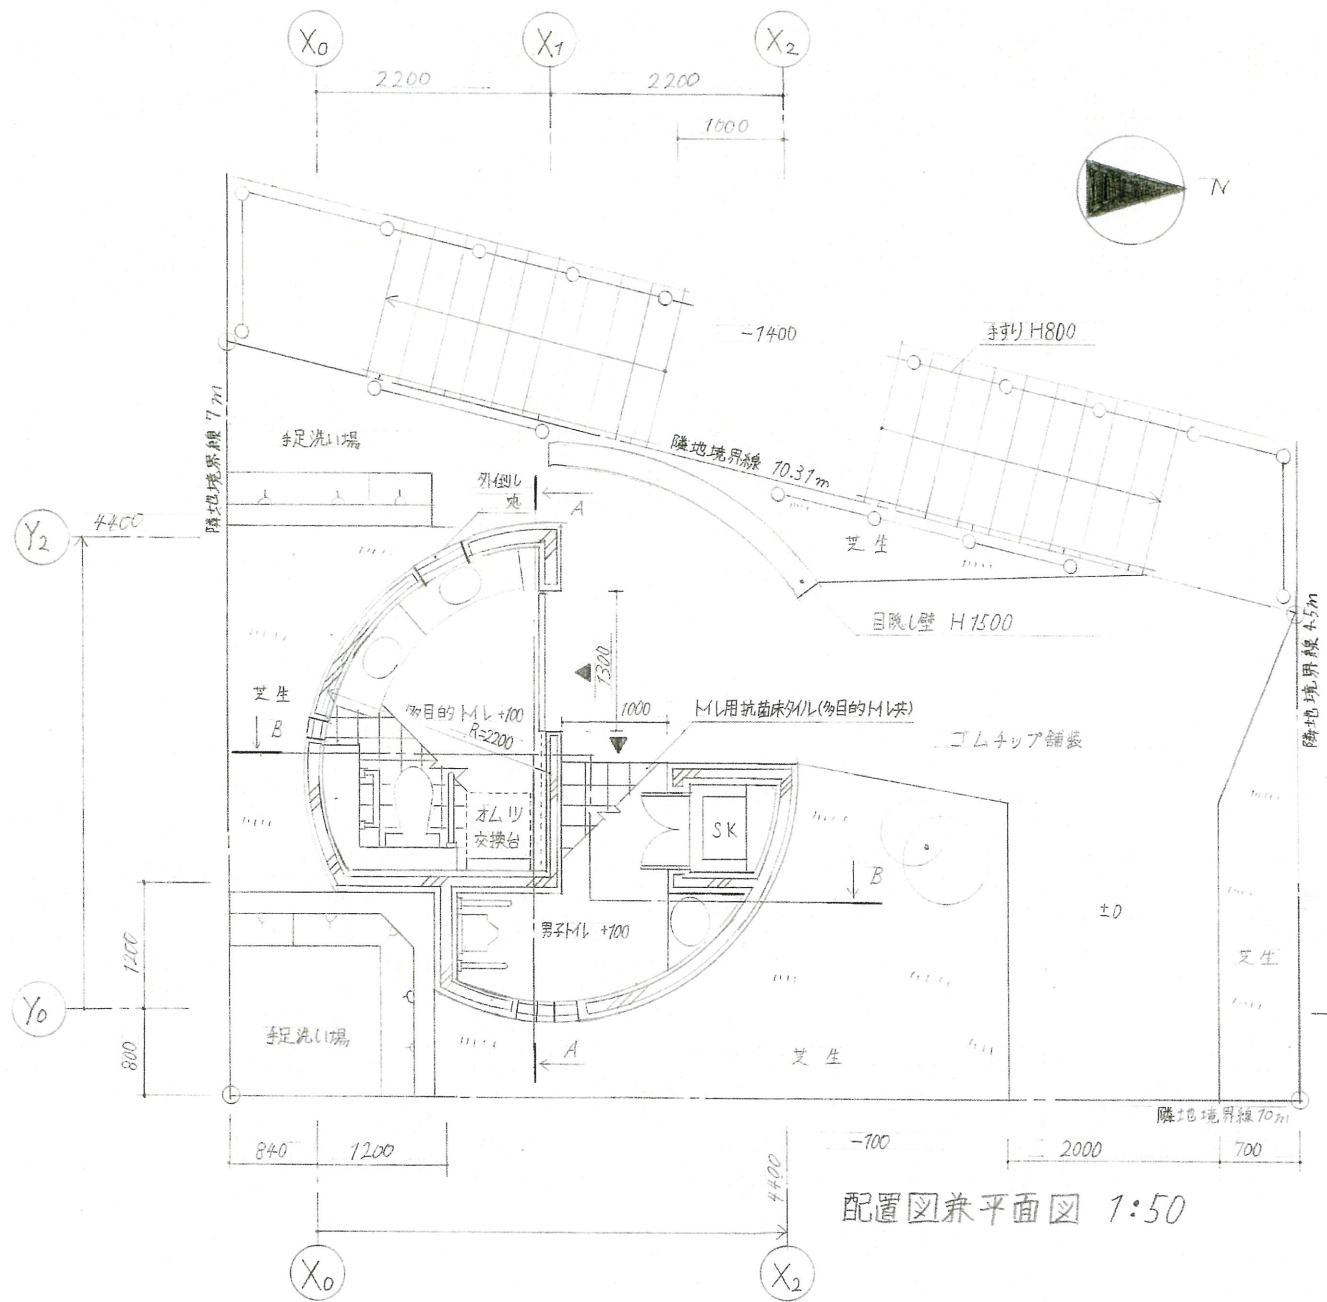 X0
X1
X2
2200
2200
1000
N
-1400
手すり H800
隣地境界線 7m
手足洗い場
隣地境界線 10.31m
外倒し
窓
A
Y2
4400
芝生
目隠し壁 H1500
隣地境界線 4.5m
芝生
B
多目的トイレ +100
R=2200
1300
1000
トイレ用抗菌床タイル(多目的トイレ共)
ゴムチップ舗装
オムツ
交換台
SK
B
男子トイレ +100
±0
芝生
1200
Y0
800
手足洗い場
A
芝生
隣地境界線 10m
840
1200
-100
2000
700
4400
配置図兼平面図 1:50
X0
X2